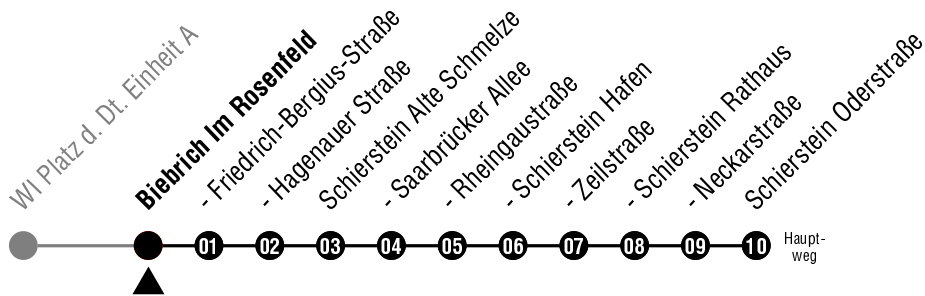 WI Platz d. Dt. Einheit A
Biebrich Im Rosenfeld
- Friedrich-Bergius-Straße
- Hagenauer Straße
Schierstein Alte Schmelze
- Saarbrücker Allee
- Rheingaustraße
- Schierstein Hafen
- Zeilstraße
- Schierstein Rathaus
- Neckarstraße
Schierstein Oderstraße
01 02 03 04 05 06 07 08 09 10
Haupt-
weg